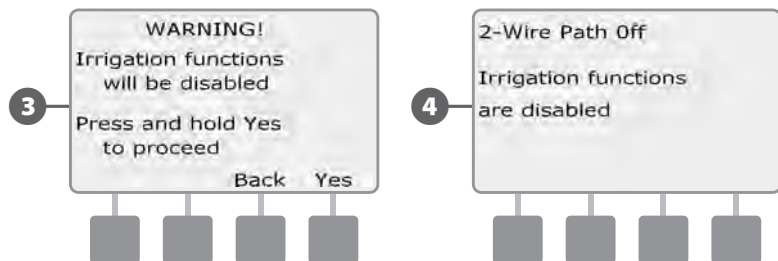 3
WARNING!
Irrigation functions
will be disabled
Press and hold Yes
to proceed
Back Yes
4
2-Wire Path Off
Irrigation functions
are disabled